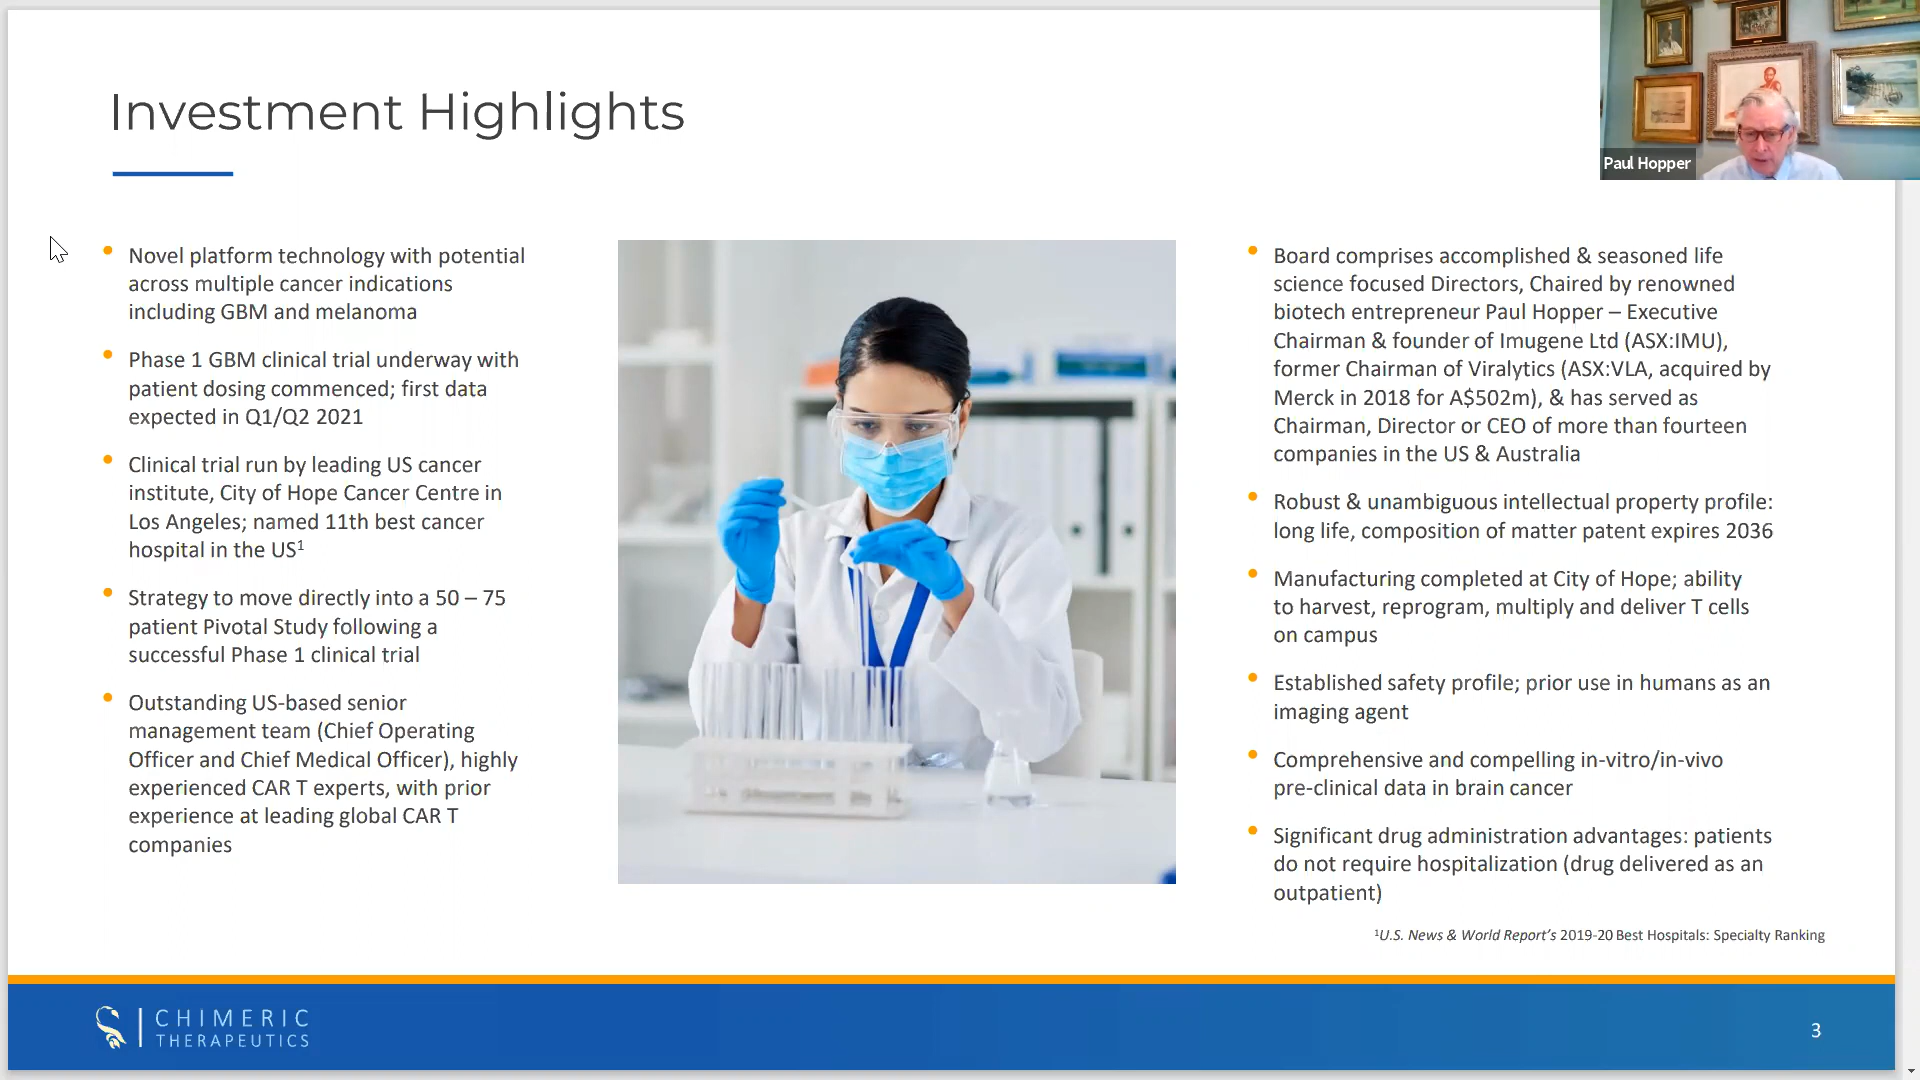 Investment Highlights
Paul Hopper
Novel platform technology with potential
across multiple cancer indications
including GBM and melanoma
Phase 1 GBM clinical trial underway with
patient dosing commenced; first data
expected in Q1/Q2 2021
Clinical trial run by leading US cancer
institute, City of Hope Cancer Centre in
Los Angeles; named 11th best cancer
hospital in the US¹
Strategy to move directly into a 50 – 75
patient Pivotal Study following a
successful Phase 1 clinical trial
Outstanding US-based senior
management team (Chief Operating
Officer and Chief Medical Officer), highly
experienced CAR T experts, with prior
experience at leading global CAR T
companies
Board comprises accomplished & seasoned life
science focused Directors, Chaired by renowned
biotech entrepreneur Paul Hopper – Executive
Chairman & founder of Imugene Ltd (ASX:IMU),
former Chairman of Viralytics (ASX:VLA, acquired by
Merck in 2018 for A$502m), & has served as
Chairman, Director or CEO of more than fourteen
companies in the US & Australia
Robust & unambiguous intellectual property profile:
long life, composition of matter patent expires 2036
Manufacturing completed at City of Hope; ability
to harvest, reprogram, multiply and deliver T cells
on campus
Established safety profile; prior use in humans as an
imaging agent
Comprehensive and compelling in-vitro/in-vivo
pre-clinical data in brain cancer
Significant drug administration advantages: patients
do not require hospitalization (drug delivered as an
outpatient)
¹U.S. News & World Report’s 2019-20 Best Hospitals: Specialty Ranking
CHIMERIC
THERAPEUTICS
3